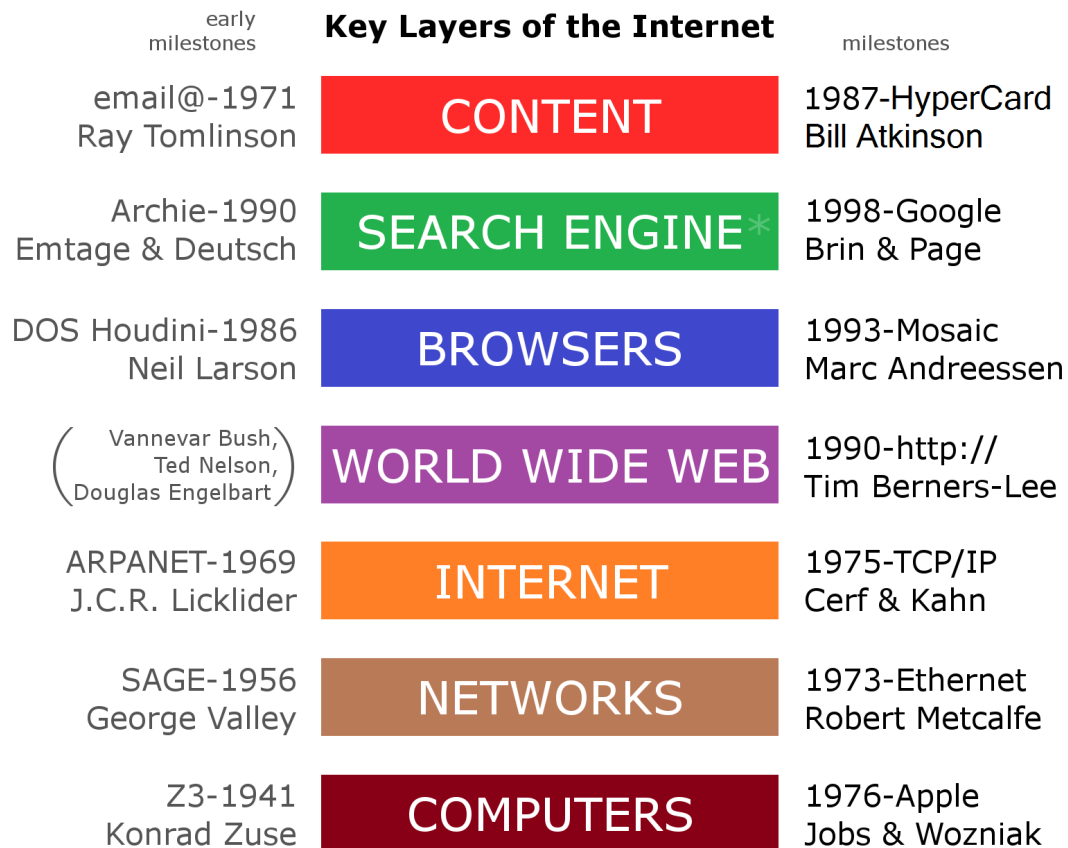 early
milestones
Key Layers of the Internet
milestones
email@-1971
Ray Tomlinson
CONTENT
1987-HyperCard
Bill Atkinson
Archie-1990
Emtage & Deutsch
SEARCH ENGINE*
1998-Google
Brin & Page
DOS Houdini-1986
Neil Larson
BROWSERS
1993-Mosaic
Marc Andreessen
(Vannevar Bush,
Ted Nelson,
Douglas Engelbart)
WORLD WIDE WEB
1990-http://
Tim Berners-Lee
ARPANET-1969
J.C.R. Licklider
INTERNET
1975-TCP/IP
Cerf & Kahn
SAGE-1956
George Valley
NETWORKS
1973-Ethernet
Robert Metcalfe
Z3-1941
Konrad Zuse
COMPUTERS
1976-Apple
Jobs & Wozniak